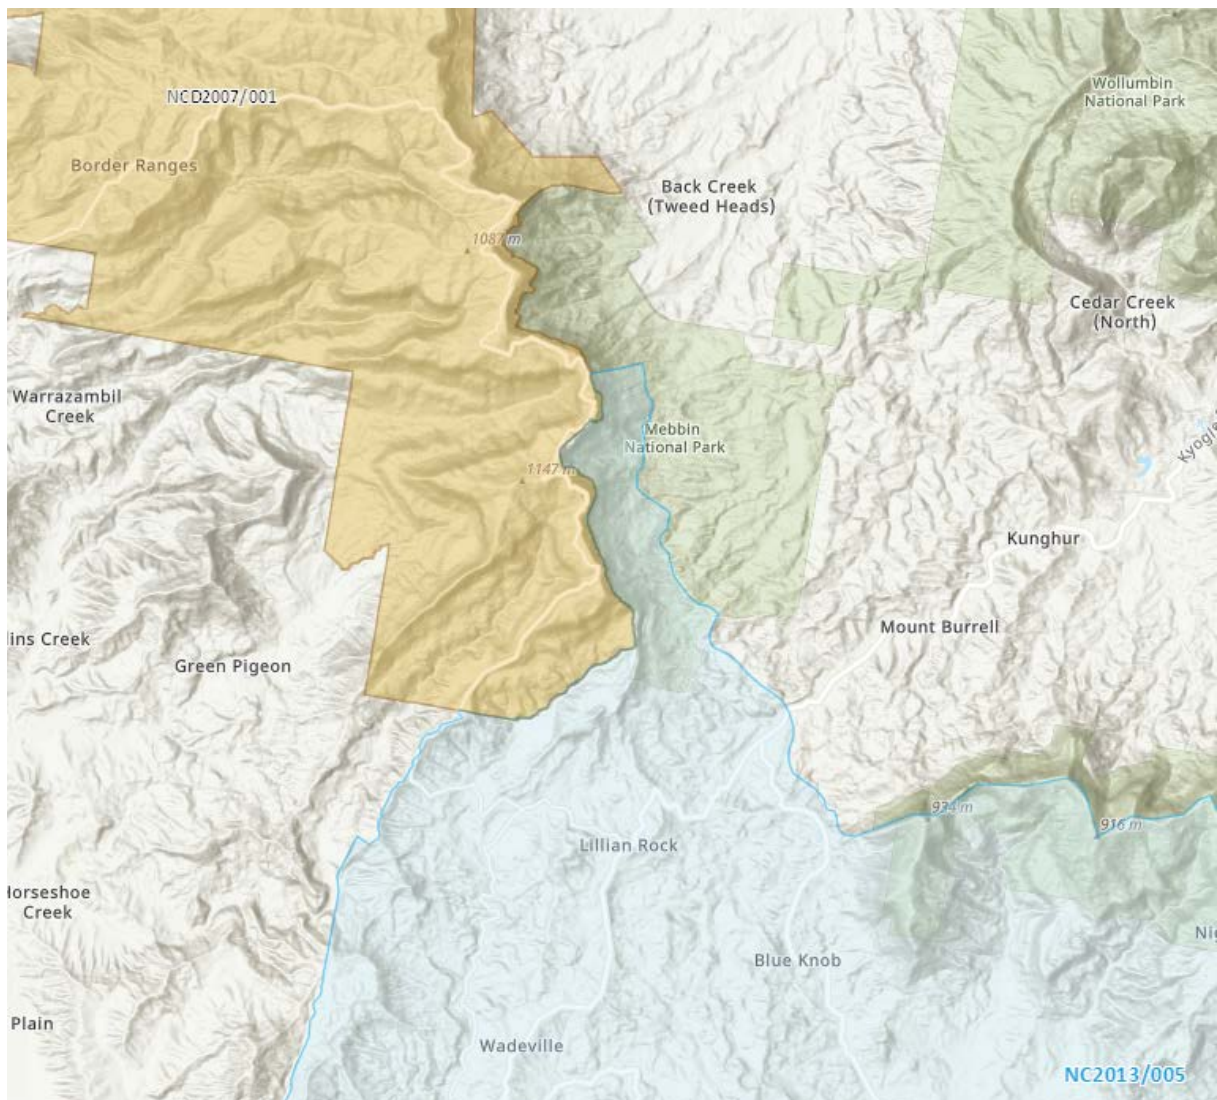 Wollumbin
National Park
NCD2007/001
Border Ranges
Back Creek
(Tweed Heads)
1087 m
Cedar Creek
(North)
Warrazambil
Creek
Mebbin
National Park
1147 m
Kunghur
Mount Burrell
ins Creek
Green Pigeon
934 m
916 m
Lillian Rock
Horseshoe
Creek
Blue Knob
Plain
Wadeville
NC2013/005